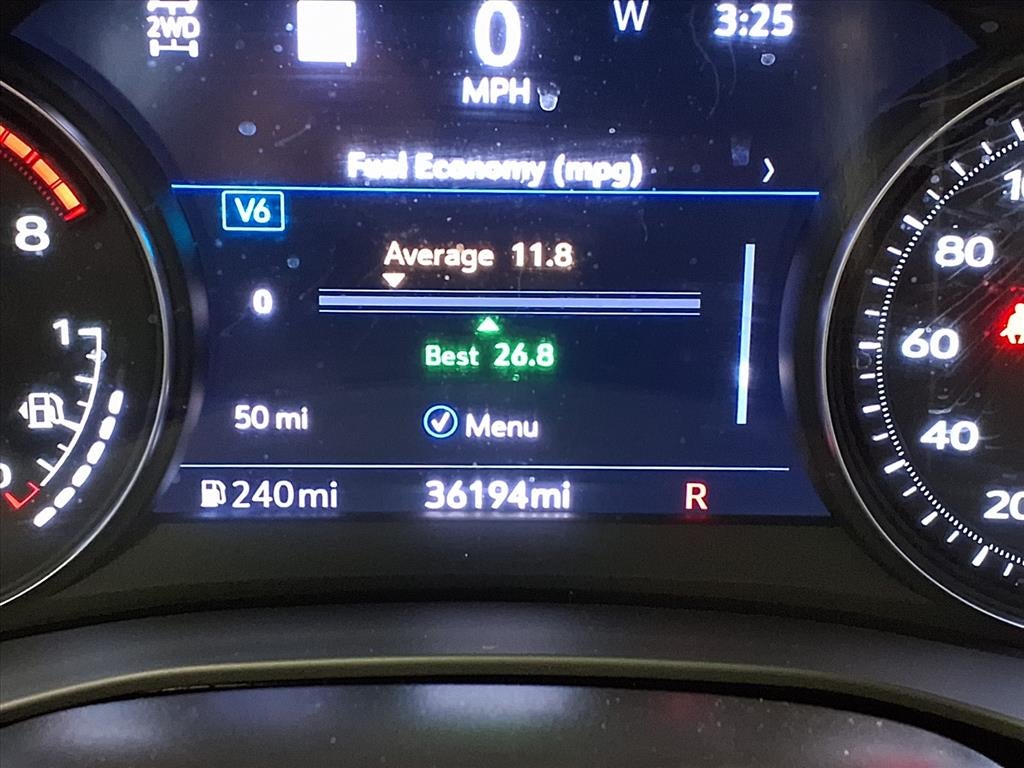 2WD
0
W
3:25
MPH
Fuel Economy (mpg)
V6
Average 11.8
0
Best 26.8
50 mi
Menu
240mi
36194mi
R
8
1
0
80
60
40
20